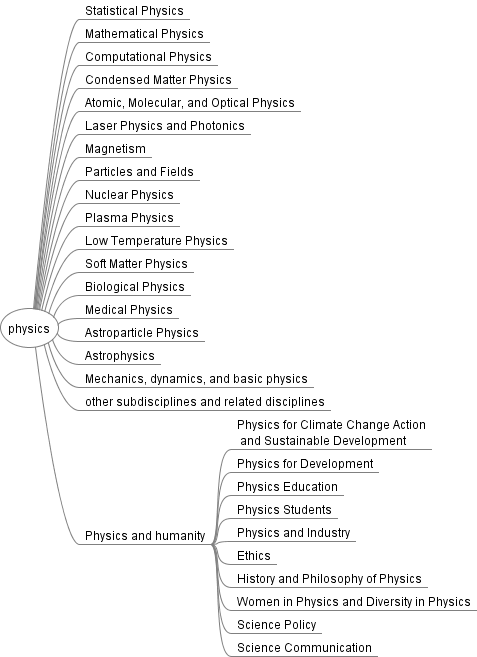 Statistical Physics
Mathematical Physics
Computational Physics
Condensed Matter Physics
Atomic, Molecular, and Optical Physics
Laser Physics and Photonics
Magnetism
Particles and Fields
Nuclear Physics
Plasma Physics
Low Temperature Physics
Soft Matter Physics
Biological Physics
Medical Physics
physics
Astroparticle Physics
Astrophysics
Mechanics, dynamics, and basic physics
other subdisciplines and related disciplines
Physics and humanity
Physics for Climate Change Action
and Sustainable Development
Physics for Development
Physics Education
Physics Students
Physics and Industry
Ethics
History and Philosophy of Physics
Women in Physics and Diversity in Physics
Science Policy
Science Communication